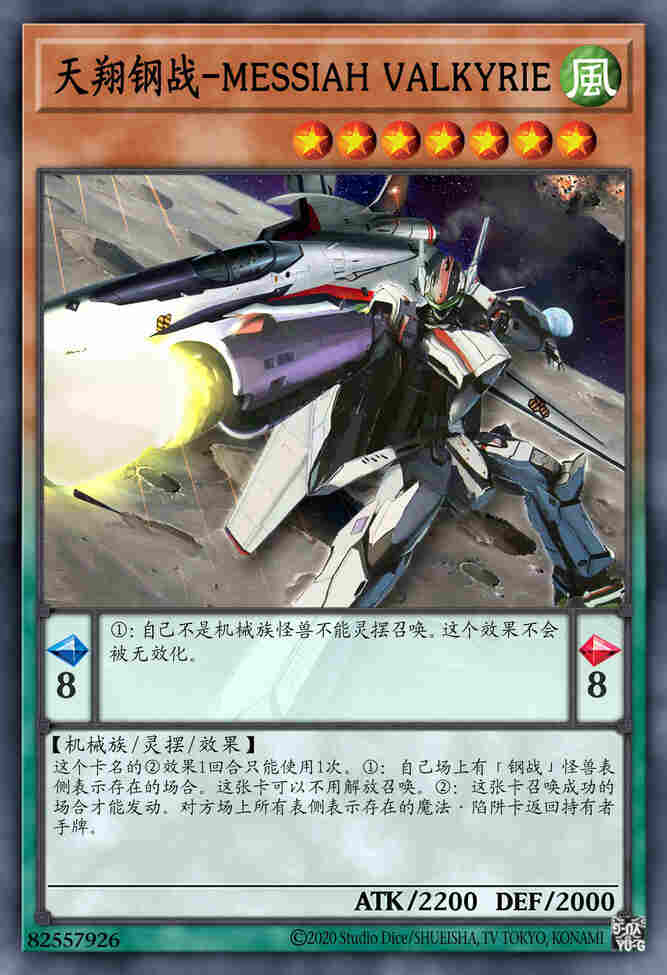 天翔钢战-MESSIAH VALKYRIE
風
①:自己不是机械族怪兽不能灵摆召唤。这个效果不会
被无效化。
8
8
【机械族/灵摆/效果】
这个卡名的②效果1回合只能使用1次。①:自己场上有「钢战」怪兽表
侧表示存在的场合。这张卡可以不用解放召唤。②:这张卡召唤成功的
场合才能发动。对方场上所有表侧表示存在的魔法·陷阱卡返回持有者
手牌。
ATK/2200 DEF/2000
82557926
©2020 Studio Dice/SHUEISHA, TV TOKYO, KONAMI